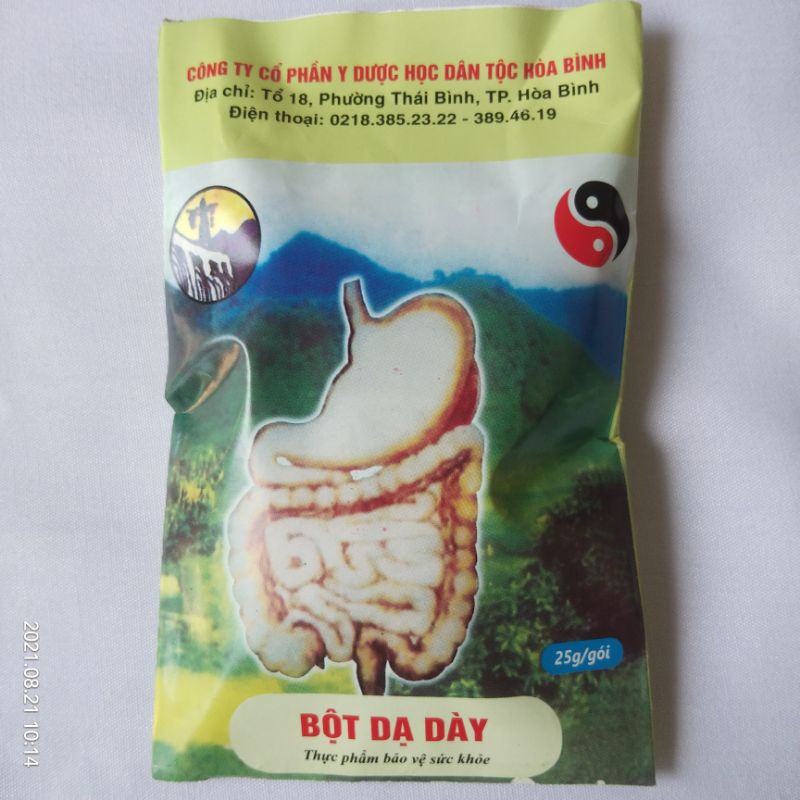 CÔNG TY CỔ PHẦN Y DƯỢC HỌC DÂN TỘC HÒA BÌNH
Địa chỉ: Tổ 18, Phường Thái Bình, TP. Hòa Bình
Điện thoại: 0218.385.23.22 - 389.46.19
25g/gói
BỘT DẠ DÀY
Thực phẩm bảo vệ sức khỏe
2021.08.21 10:14